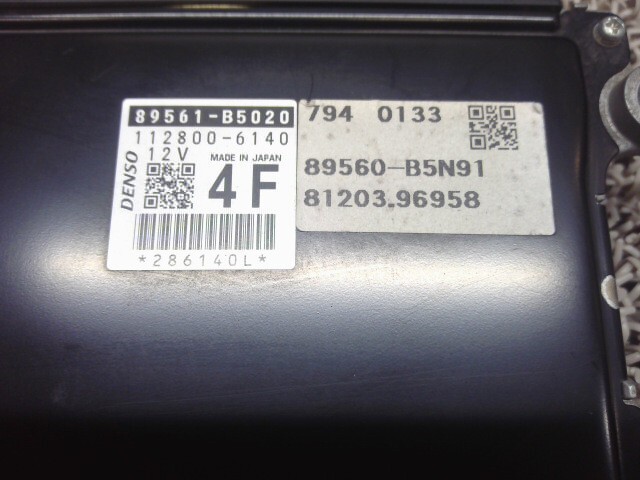 89561-B5020
112800-6140
12V MADE IN JAPAN
DENSO
4F
*286140L*
794 0133
89560-B5N91
81203.96958